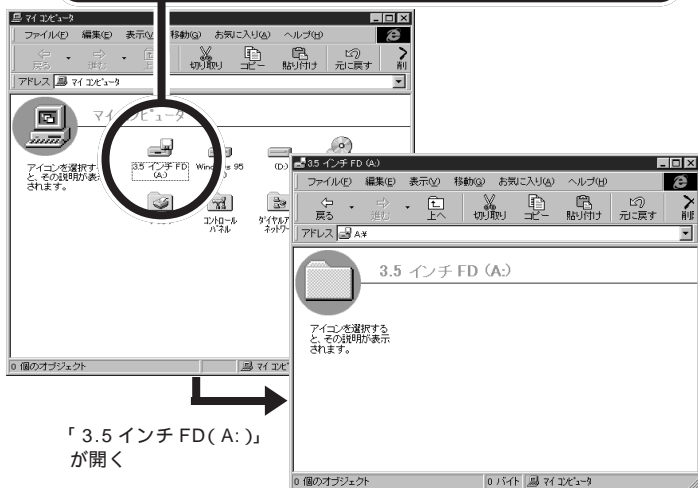 マイ コンピュータ
ファイル(F) 編集(E) 表示(V) 移動(G) お気に入り(A) ヘルプ(H)
戻る 進む 切り取り コピー 貼り付け 元に戻す 削
アドレス マイ コンピュータ
マイ コンピュータ
アイコンを選択す
と、その説明が表
されます。
3.5 インチ FD
(A:)
95
(D:)
コントロール
パネル
3.5 インチ FD (A:)
ファイル(F) 編集(E) 表示(V) 移動(G) お気に入り(A) ヘルプ(H)
戻る 進む 上へ 切り取り コピー 貼り付け 元に戻す 削除
アドレス A:¥
3.5 インチ FD (A:)
アイコンを選択する
と、その説明が表示
されます。
0 個のオブジェクト マイ コンピ
0 個のオブジェクト 0 バイト マイ コンピュータ
「3.5 インチ FD( A: )」
が開く